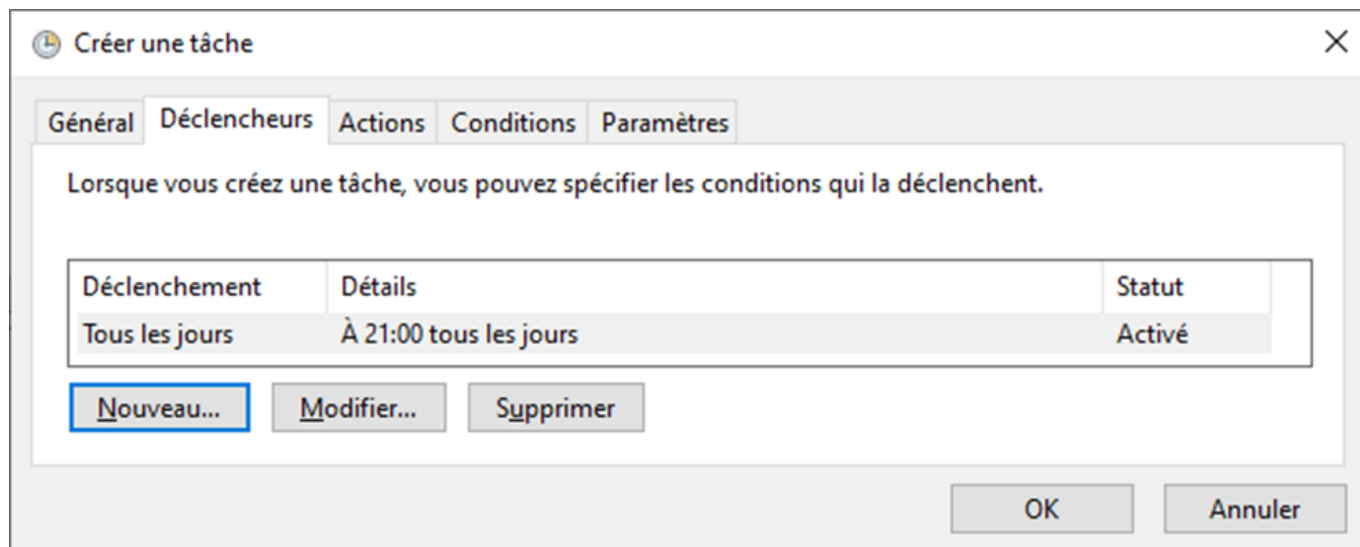 Créer une tâche
Général Déclencheurs Actions Conditions Paramètres
Lorsque vous créez une tâche, vous pouvez spécifier les conditions qui la déclenchent.
Déclenchement Détails Statut
Tous les jours À 21:00 tous les jours Activé
Nouveau... Modifier... Supprimer
OK Annuler